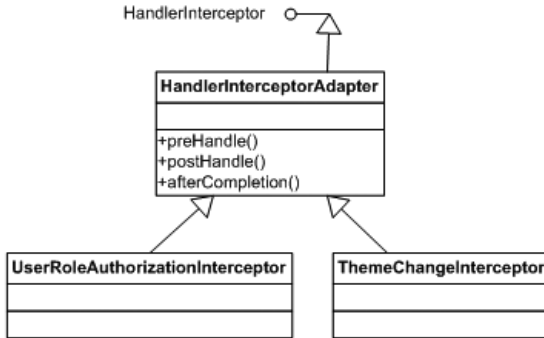 HandlerInterceptor
HandlerInterceptorAdapter
+preHandle()
+postHandle()
+afterCompletion()
UserRoleAuthorizationInterceptor
ThemeChangeInterceptor